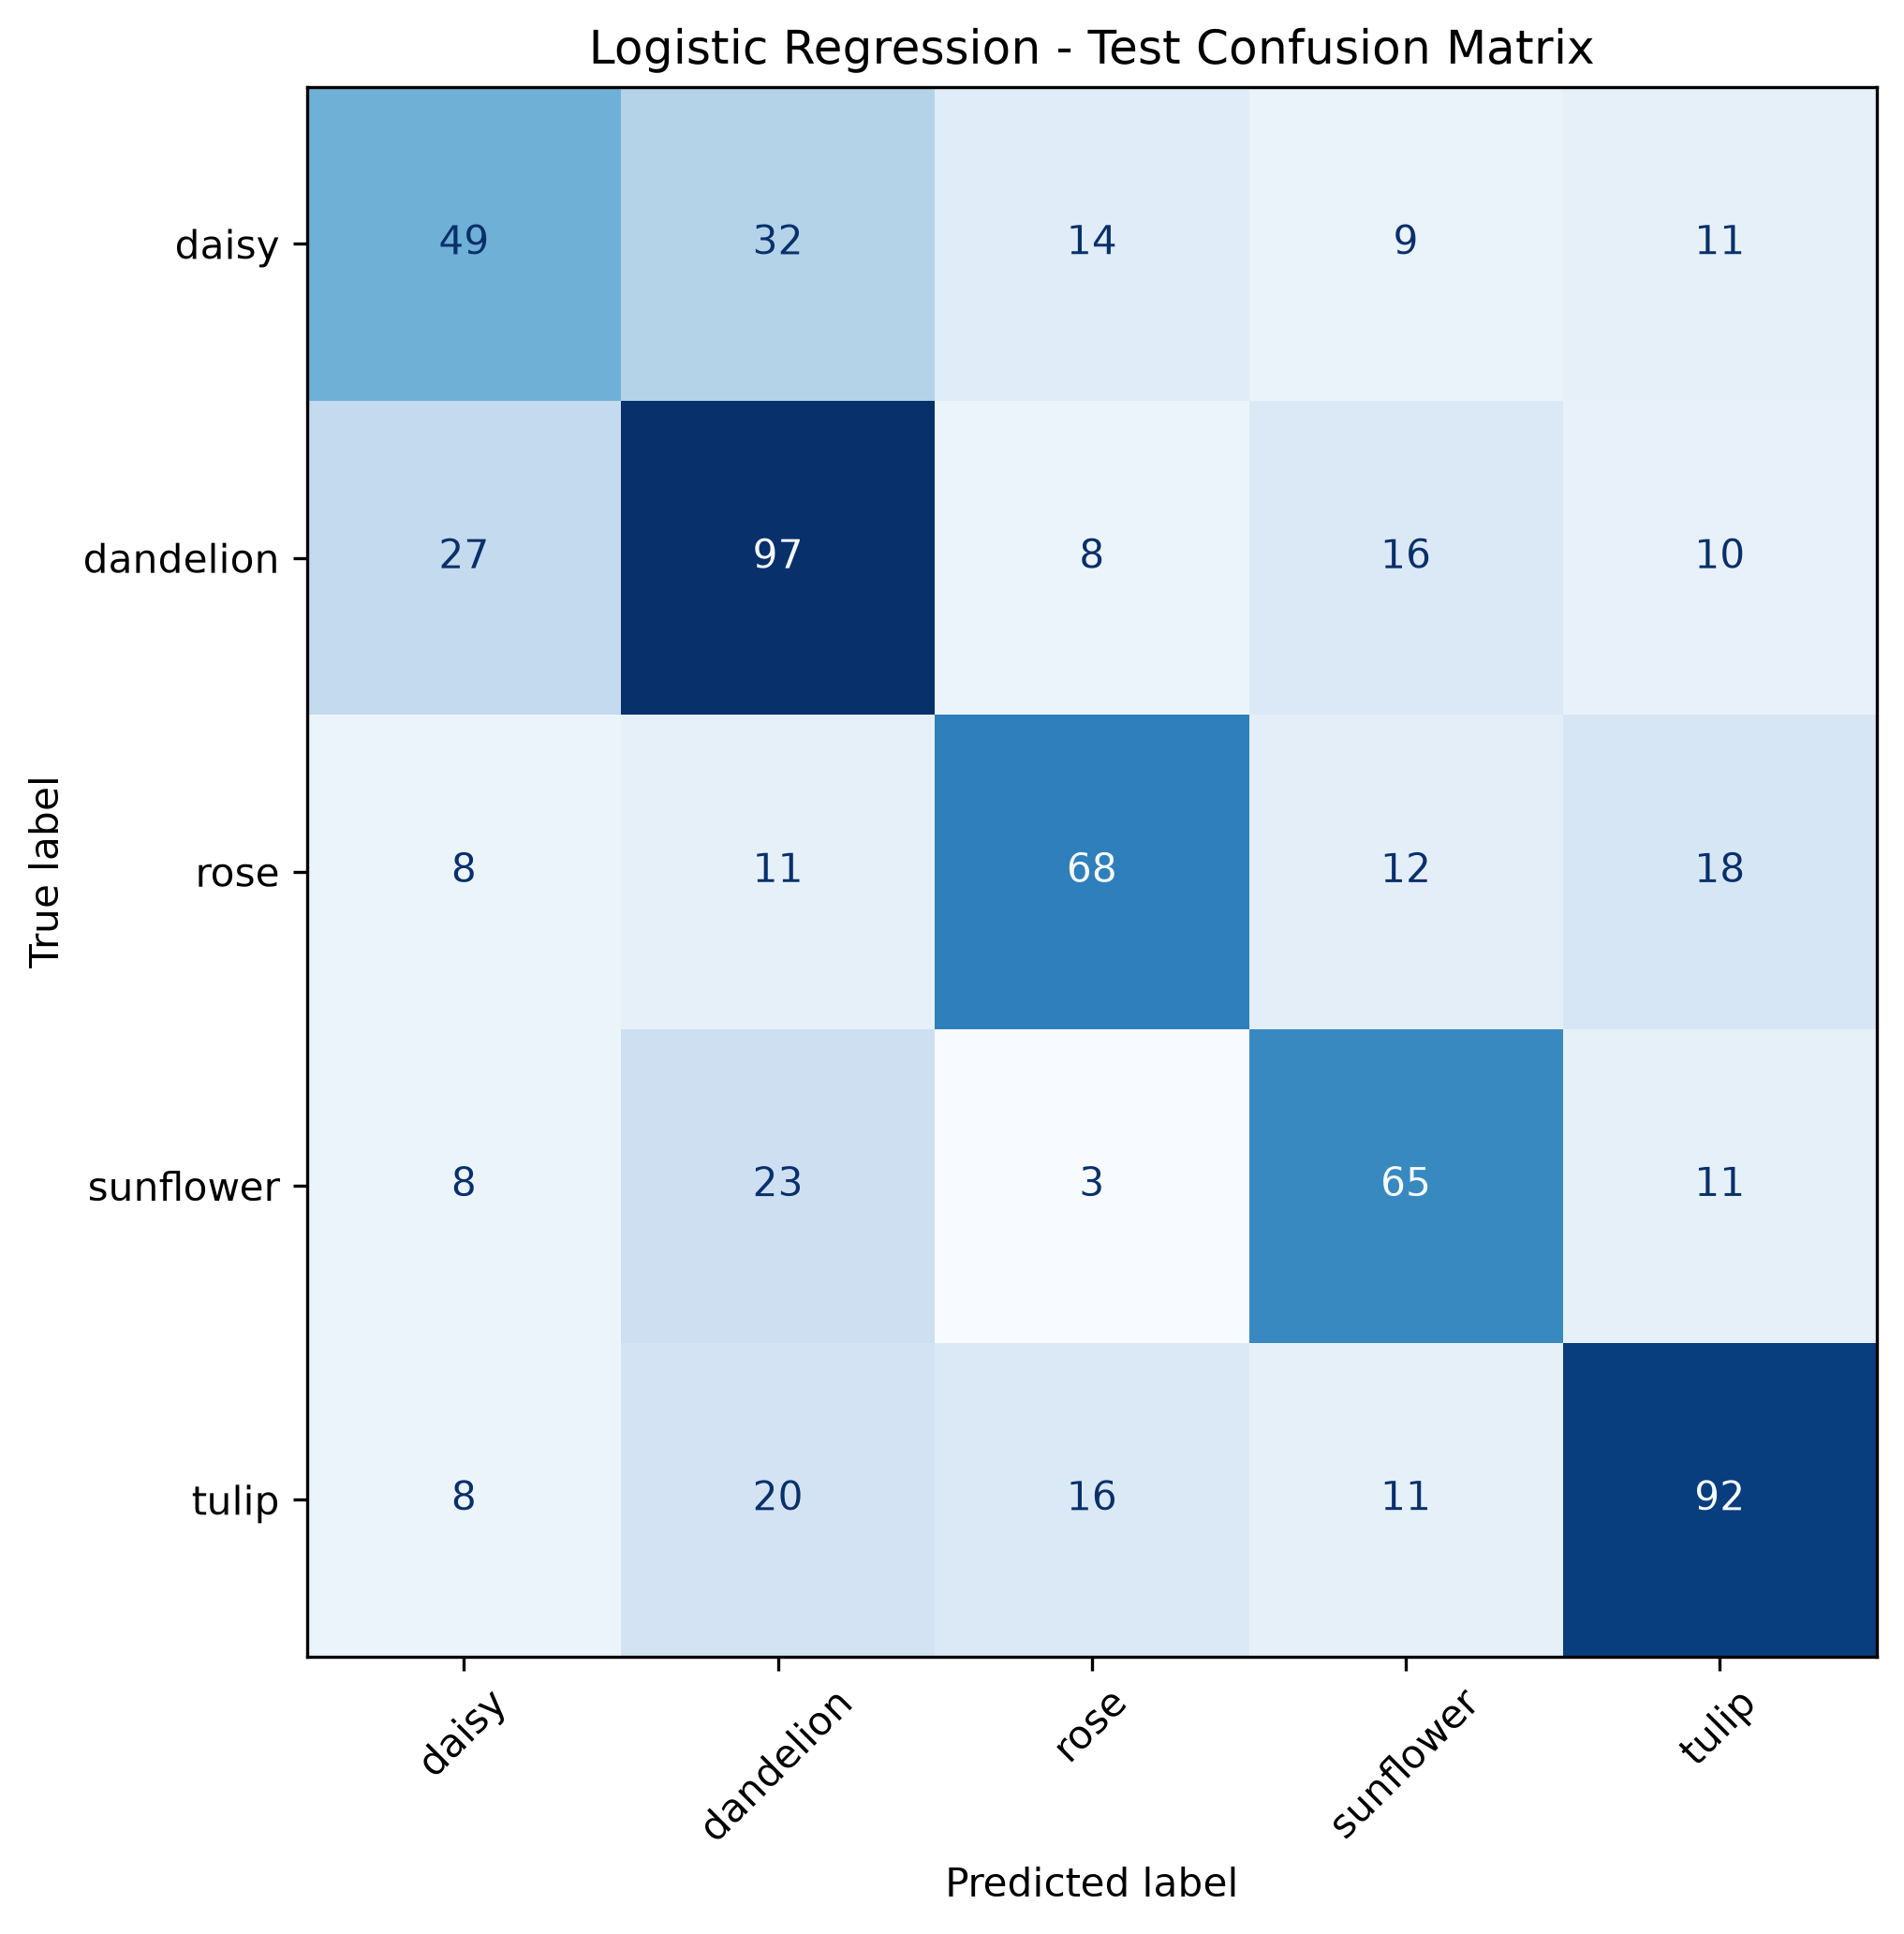 Logistic Regression - Test Confusion Matrix
True label
daisy 49 32 14 9 11
dandelion 27 97 8 16 10
rose 8 11 68 12 18
sunflower 8 23 3 65 11
tulip 8 20 16 11 92
daisy dandelion rose sunflower tulip
Predicted label